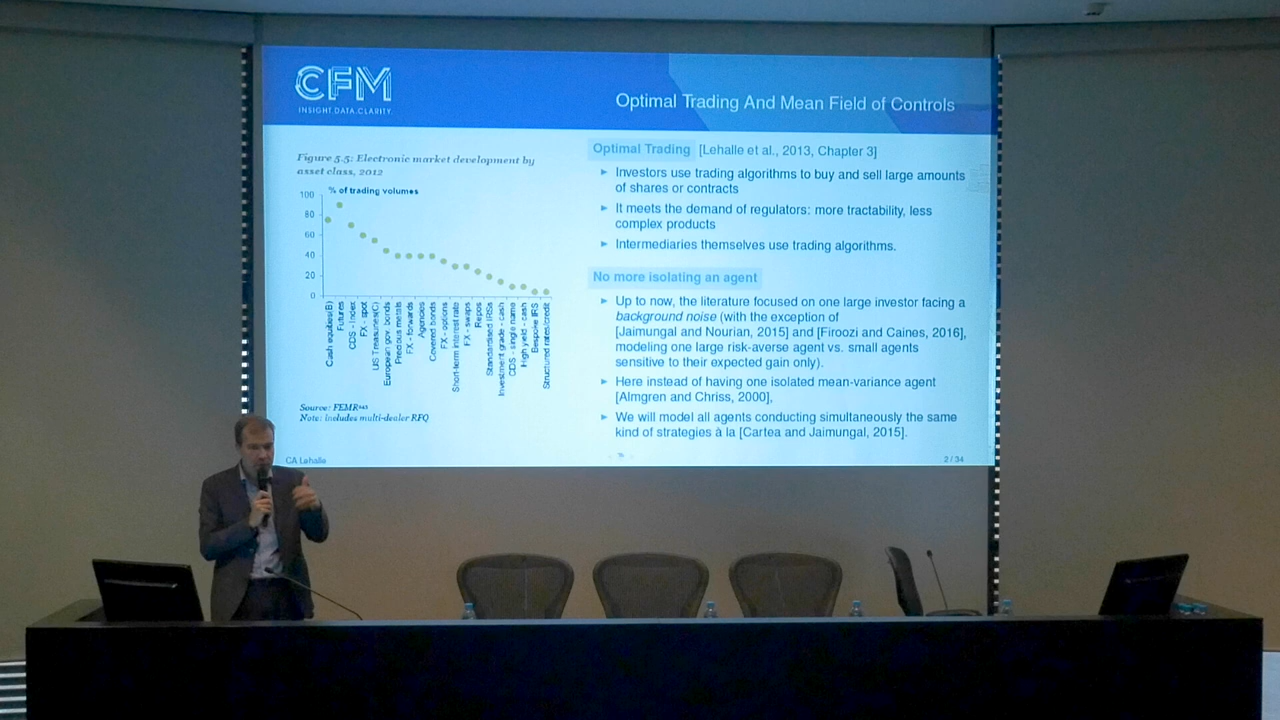 CFM
INSIGHT.DATA.CLARITY.
Optimal Trading And Mean Field of Controls
Figure 5.5: Electronic market development by
asset class, 2012
% of trading volumes
100
80
60
40
20
0
Cash equities(B)
Futures
CDS - Index
FX - spot
US Treasuries(C)
European gov. bonds
Precious metals
FX - forwards
Agencies
Covered bonds
FX - options
Short-term interest rate
FX - swaps
Repos
Standardised IRSs
Investment grade - cash
CDS - single name
High yield - cash
Bespoke IRS
Structured rates/credit
Source: FEMR
Note: includes multi-dealer RFQ
Optimal Trading [Lehalle et al., 2013, Chapter 3]
► Investors use trading algorithms to buy and sell large amounts
of shares or contracts
► It meets the demand of regulators: more tractability, less
complex products
► Intermediaries themselves use trading algorithms.
No more isolating an agent
► Up to now, the literature focused on one large investor facing a
background noise (with the exception of
[Jaimungal and Nourian, 2015] and [Firoozi and Caines, 2016],
modeling one large risk-averse agent vs. small agents
sensitive to their expected gain only).
► Here instead of having one isolated mean-variance agent
[Almgren and Chriss, 2000],
► We will model all agents conducting simultaneously the same
kind of strategies à la [Cartea and Jaimungal, 2015].
CA Lehalle
2 / 34